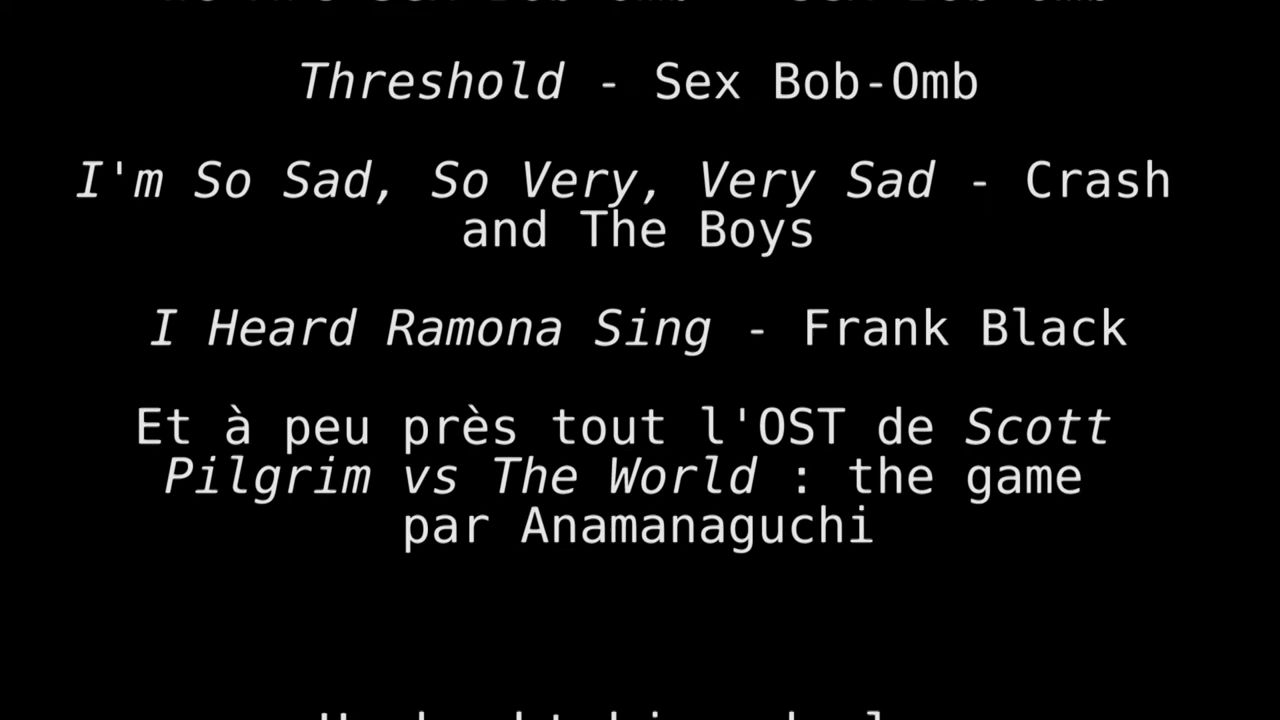 Threshold - Sex Bob-Omb
I'm So Sad, So Very, Very Sad - Crash
and The Boys
I Heard Ramona Sing - Frank Black
Et à peu près tout l'OST de Scott
Pilgrim vs The World : the game
par Anamanaguchi